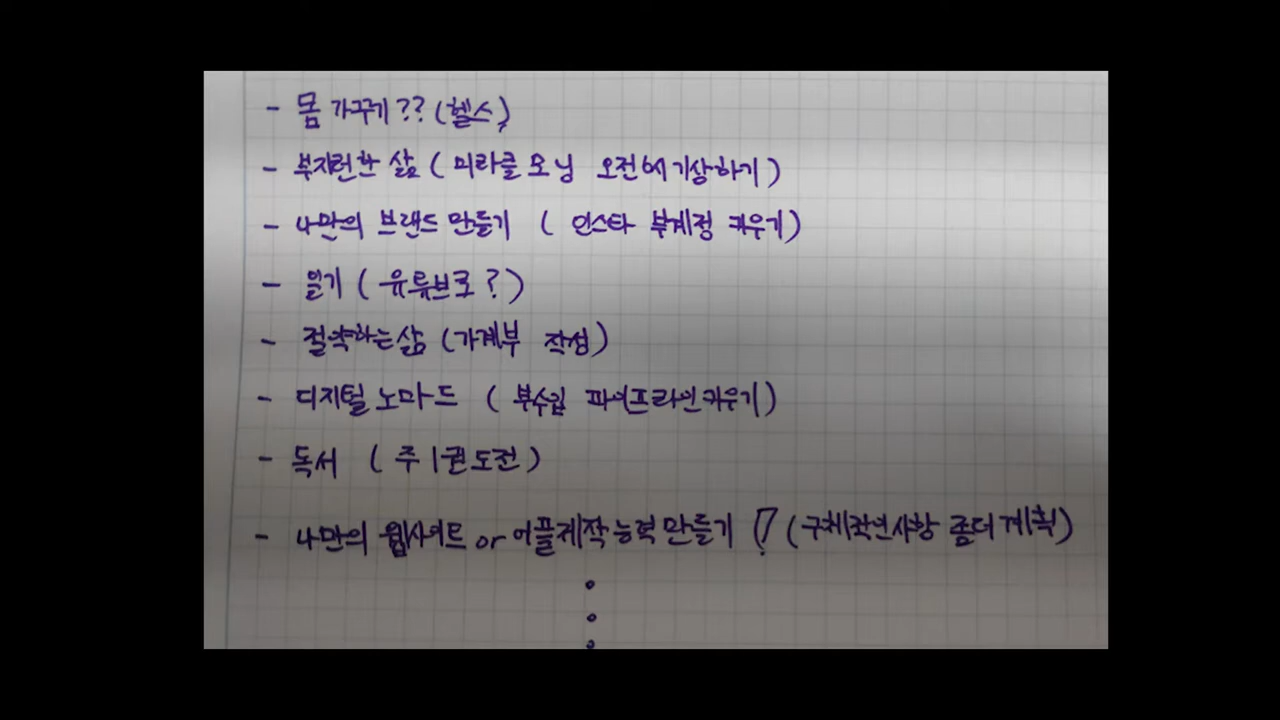 - 몸 가꾸기?? (헬스)
- 부지런한 삶 ( 미라클 모닝 오전에 기상하기 )
- 나만의 브랜드 만들기 ( 인스타 부계정 키우기 )
- 일기 ( 유튜브로 ? )
- 절약하는 삶 (가계부 작성)
- 디지털 노마드 ( 부수입 파이프라인 키우기 )
- 독서 ( 주 1권 도전 )
- 나만의 웹사이트 or 어플제작 능력 만들기 ? (구체적인사항 좀더 계획)